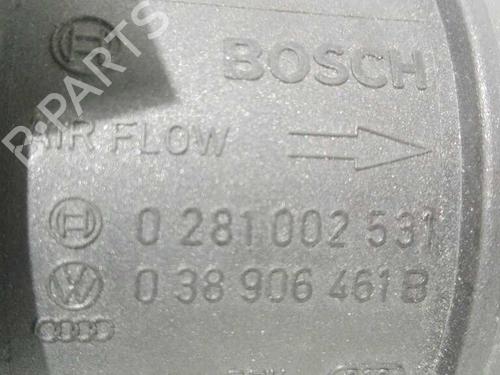 BOSCH
AIR FLOW
0 281 002 531
0 38 906 461 B
B-PARTS